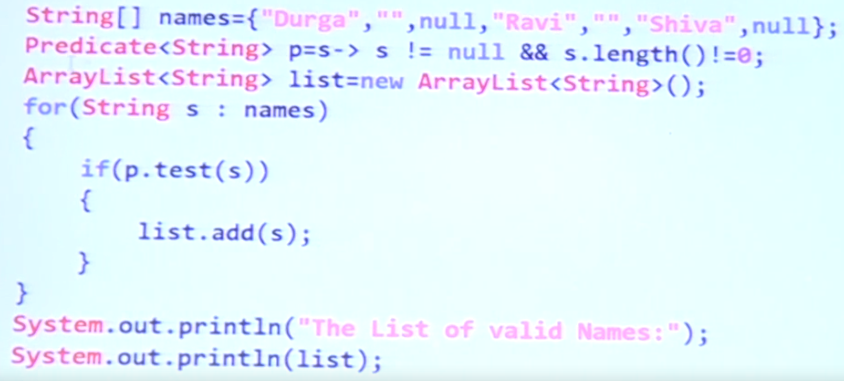 String[] names={"Durga","",null,"Ravi","","Shiva",null};
Predicate<String> p=s-> s != null && s.length()!=0;
ArrayList<String> list=new ArrayList<String>();
for(String s : names)
{
if(p.test(s))
{
list.add(s);
}
}
System.out.println("The List of valid Names:");
System.out.println(list);